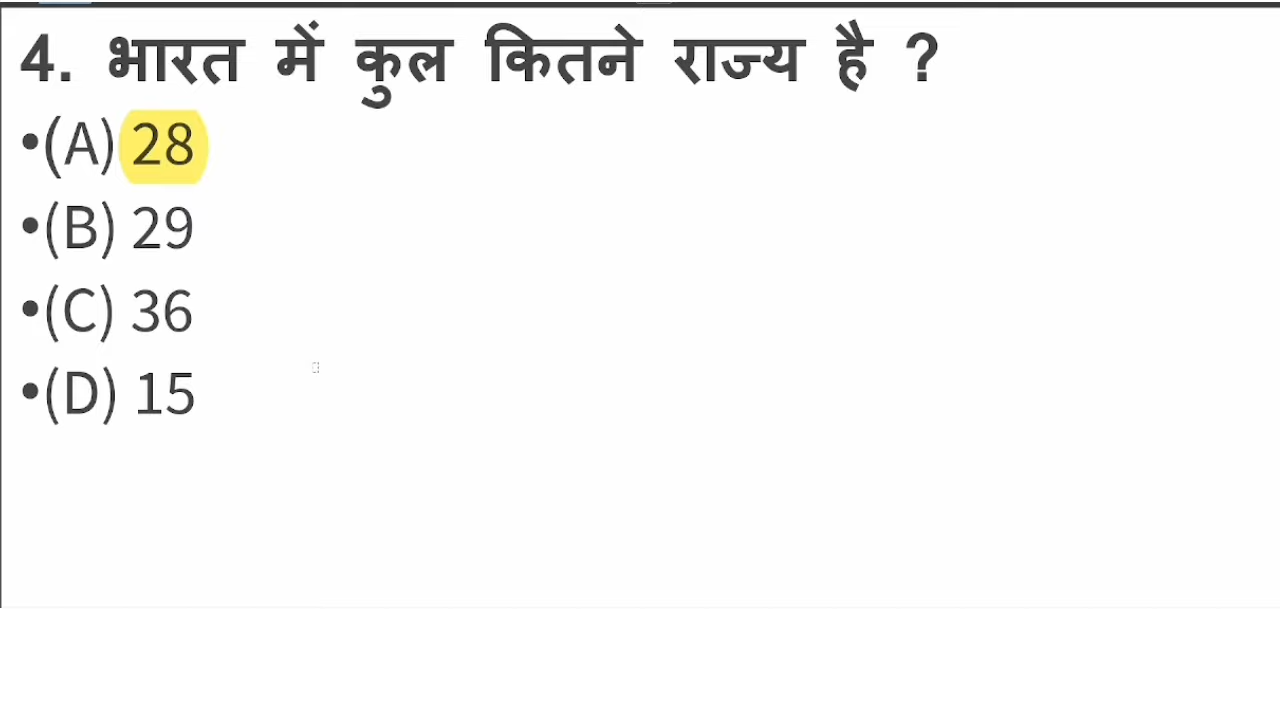 4. भारत में कुल कितने राज्य है ?
•(A) 28
•(B) 29
•(C) 36
•(D) 15